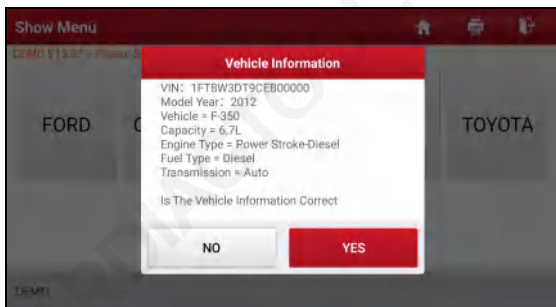 Show Menu
Vehicle Information
VIN: 1FT8W3DT9CEB00000
Model Year: 2012
Vehicle = F-350
Capacity = 6.7L
Engine Type = Power Stroke-Diesel
Fuel Type = Diesel
Transmission = Auto
Is The Vehicle Information Correct
NO
YES
FORD
TOYOTA
DEMO